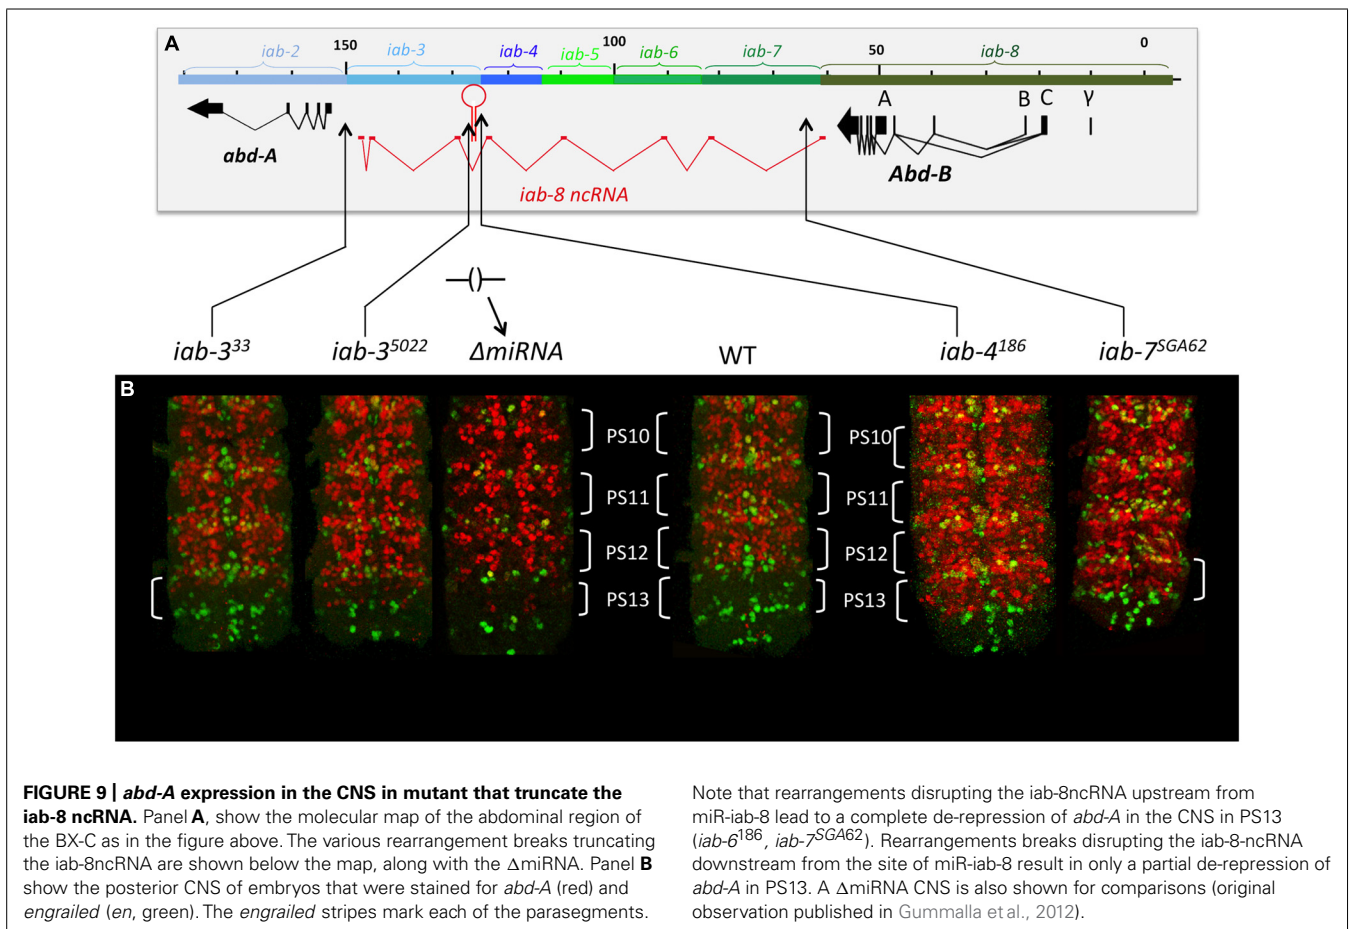 A
iab-2
150
iab-3
iab-4
iab-5
100
iab-6
iab-7
50
iab-8
0
A
B
C
γ
abd-A
iab-8 ncRNA
Abd-B
iab-3³³
iab-3⁵⁰²²
ΔmiRNA
WT
iab-4¹⁸⁶
iab-7ˢᴳᴬ⁶²
B
PS10
PS10
PS11
PS11
PS12
PS12
PS13
PS13
FIGURE 9 | abd-A expression in the CNS in mutant that truncate the
iab-8 ncRNA. Panel A, show the molecular map of the abdominal region of
the BX-C as in the figure above. The various rearrangement breaks truncating
the iab-8ncRNA are shown below the map, along with the ΔmiRNA. Panel B
show the posterior CNS of embryos that were stained for abd-A (red) and
engrailed (en, green). The engrailed stripes mark each of the parasegments.
Note that rearrangements disrupting the iab-8ncRNA upstream from
miR-iab-8 lead to a complete de-repression of abd-A in the CNS in PS13
(iab-6¹⁸⁶, iab-7ˢᴳᴬ⁶²). Rearrangements breaks disrupting the iab-8-ncRNA
downstream from the site of miR-iab-8 result in only a partial de-repression of
abd-A in PS13. A ΔmiRNA CNS is also shown for comparisons (original
observation published in Gummalla et al., 2012).